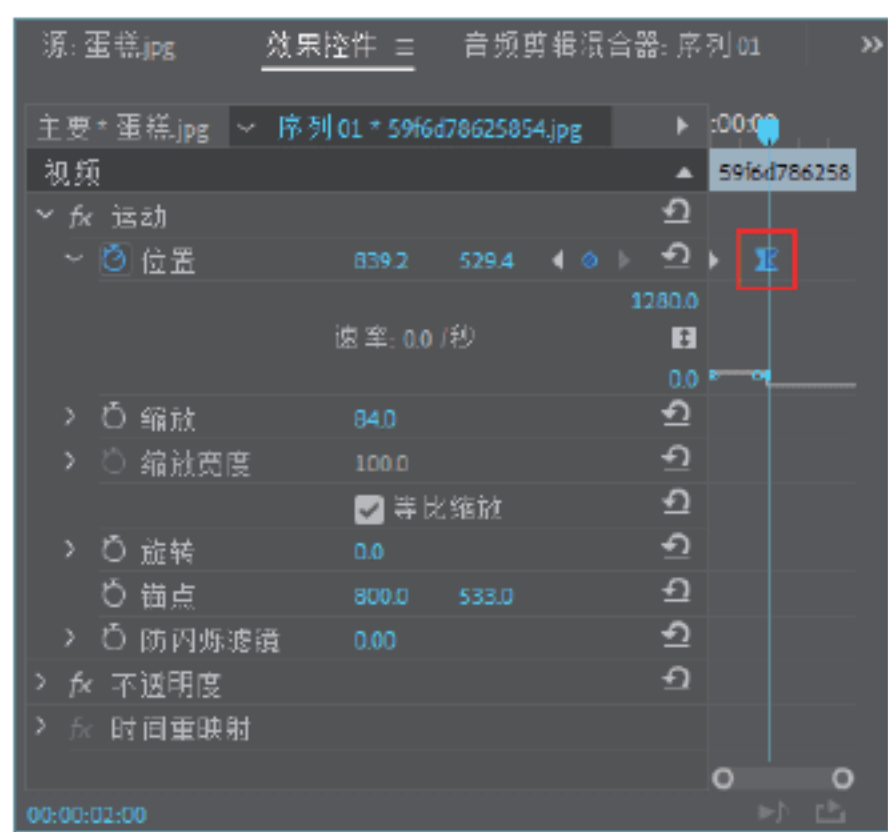 源: 蛋糕.jpg 效果控件 ≡ 音频剪辑混合器: 序列 01 »
主要 * 蛋糕.jpg 序列 01 * 59f6d78625854.jpg :00:00
视频 59f6d786258
fx 运动
位置 839.2 529.4
1280.0
速率: 0.0 /秒
0.0
缩放 84.0
缩放宽度 100.0
等比缩放
旋转 0.0
锚点 800.0 533.0
防闪烁滤镜 0.00
fx 不透明度
fx 时间重映射
00:00:02:00